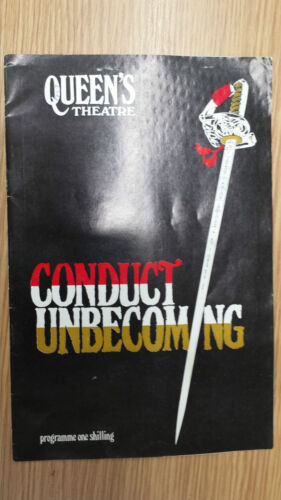 QUEEN'S
THEATRE
CONDUCT
UNBECOMING
programme one shilling